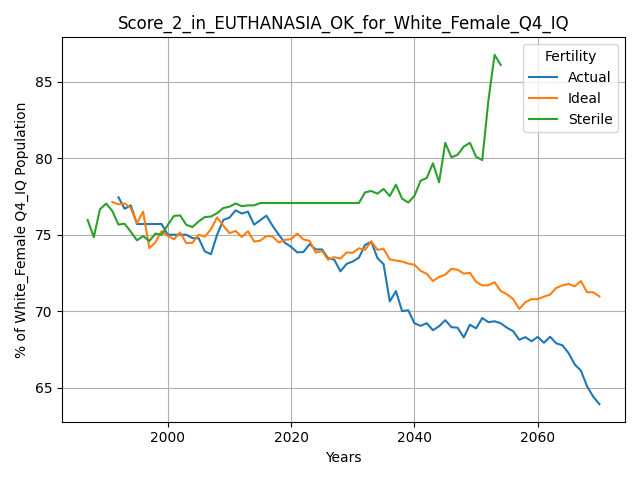 Score_2_in_EUTHANASIA_OK_for_White_Female_Q4_IQ
Fertility
Actual
Ideal
Sterile
% of White_Female Q4_IQ Population
85
80
75
70
65
2000
2020
2040
2060
Years